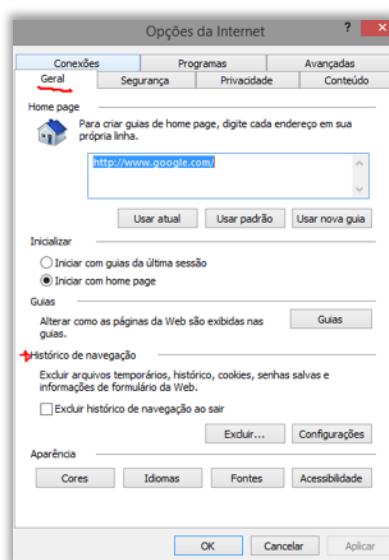 Opções da Internet
? ×
Conexões Programas Avançadas
Geral Segurança Privacidade Conteúdo
Home page
Para criar guias de home page, digite cada endereço em sua
própria linha.
http://www.google.com/
Usar atual Usar padrão Usar nova guia
Inicializar
Iniciar com guias da última sessão
Iniciar com home page
Guias
Alterar como as páginas da Web são exibidas nas
guias.
Guias
Histórico de navegação
Excluir arquivos temporários, histórico, cookies, senhas salvas e
informações de formulário da Web.
Excluir histórico de navegação ao sair
Excluir... Configurações
Aparência
Cores Idiomas Fontes Acessibilidade
OK Cancelar Aplicar